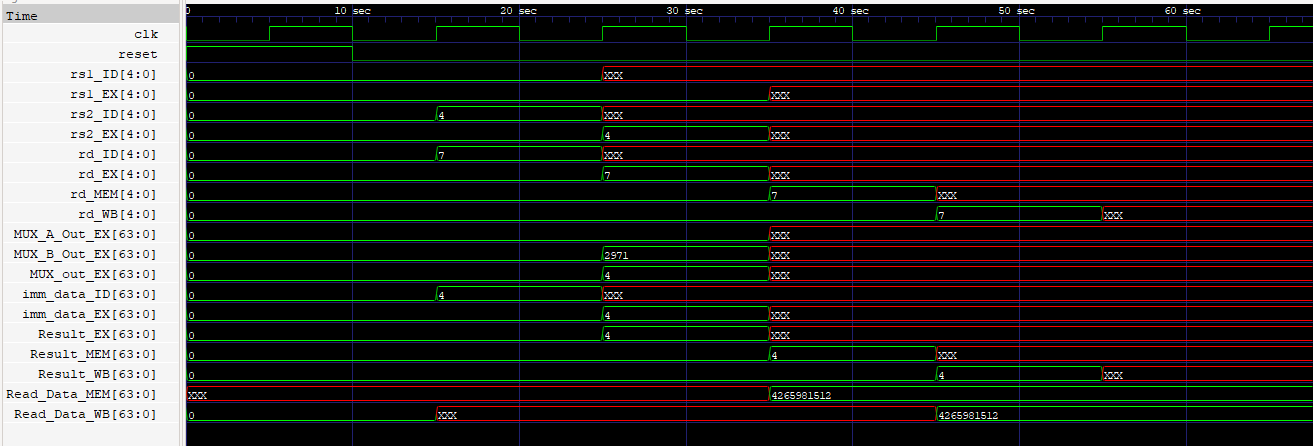 Time 0 10 sec 20 sec 30 sec 40 sec 50 sec 60 sec
clk
reset
rs1_ID[4:0] 0 XXX
rs1_EX[4:0] 0 XXX
rs2_ID[4:0] 0 4 XXX
rs2_EX[4:0] 0 4 XXX
rd_ID[4:0] 0 7 XXX
rd_EX[4:0] 0 7 XXX
rd_MEM[4:0] 0 7 XXX
rd_WB[4:0] 0 7 XXX
MUX_A_Out_EX[63:0] 0 XXX
MUX_B_Out_EX[63:0] 0 2971 XXX
MUX_out_EX[63:0] 0 4 XXX
imm_data_ID[63:0] 0 4 XXX
imm_data_EX[63:0] 0 4 XXX
Result_EX[63:0] 0 4 XXX
Result_MEM[63:0] 0 4 XXX
Result_WB[63:0] 0 4 XXX
Read_Data_MEM[63:0] XXX 4265981512
Read_Data_WB[63:0] 0 XXX 4265981512